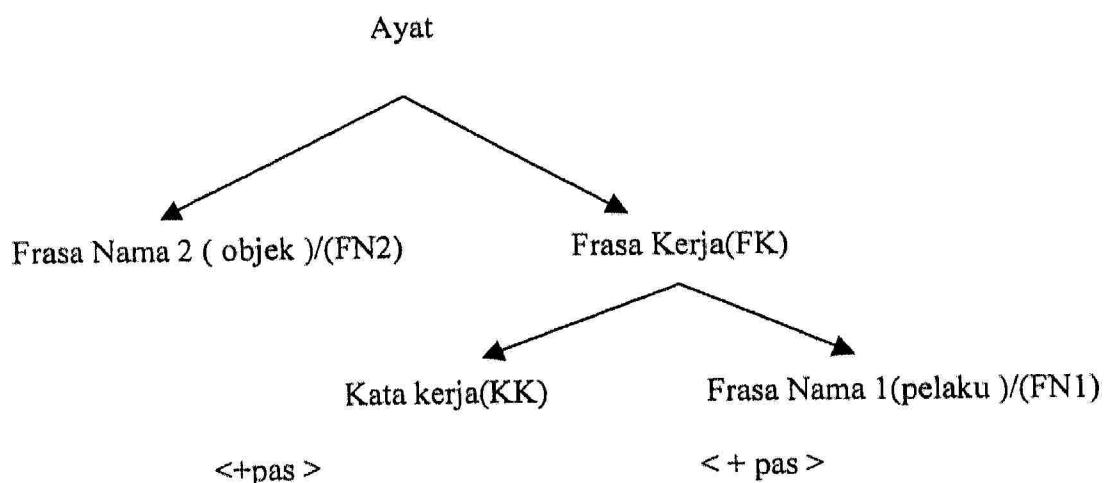 Ayat
Frasa Nama 2 ( objek )/(FN2) Frasa Kerja(FK)
Kata kerja(KK) Frasa Nama 1(pelaku )/(FN1)
<+pas > < + pas >